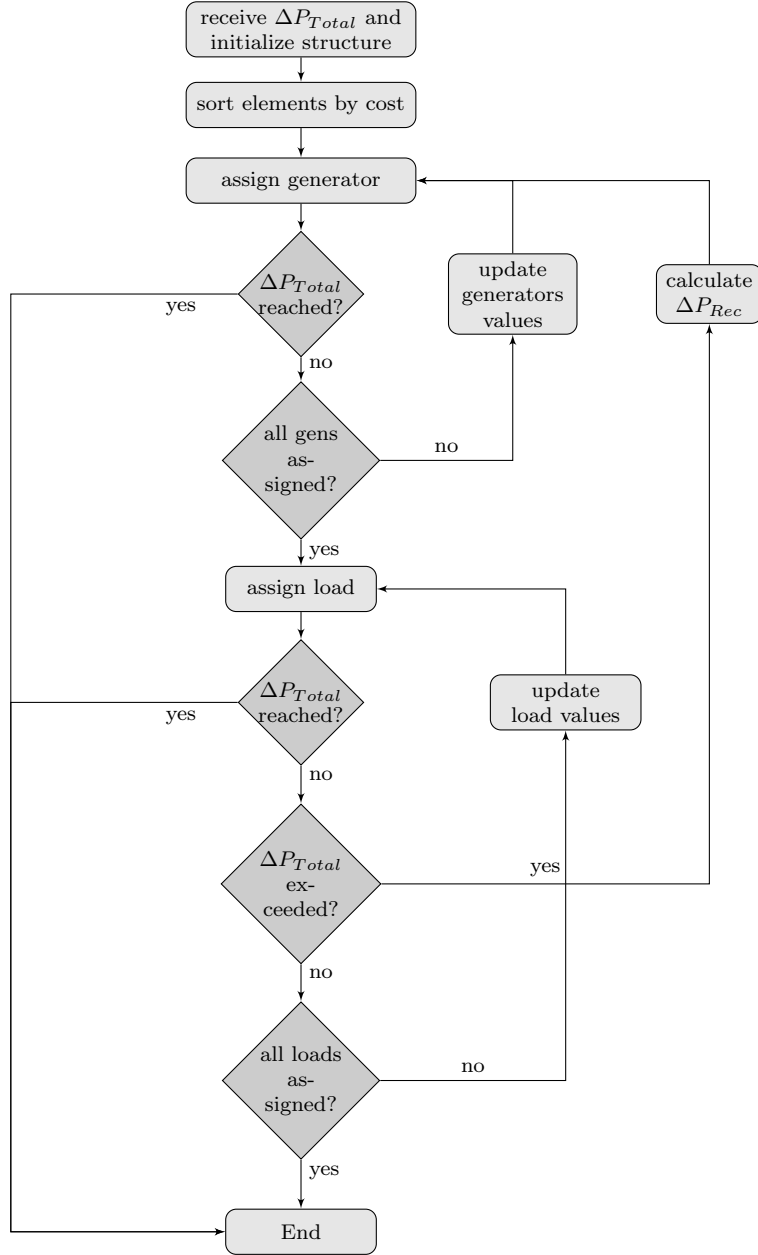 receive ΔP_Total and
initialize structure
sort elements by cost
assign generator
ΔP_Total
reached?
yes
no
update
generators
values
calculate
ΔP_Rec
all gens
as-
signed?
no
yes
assign load
ΔP_Total
reached?
yes
no
update
load values
ΔP_Total
ex-
ceeded?
yes
no
all loads
as-
signed?
no
yes
End